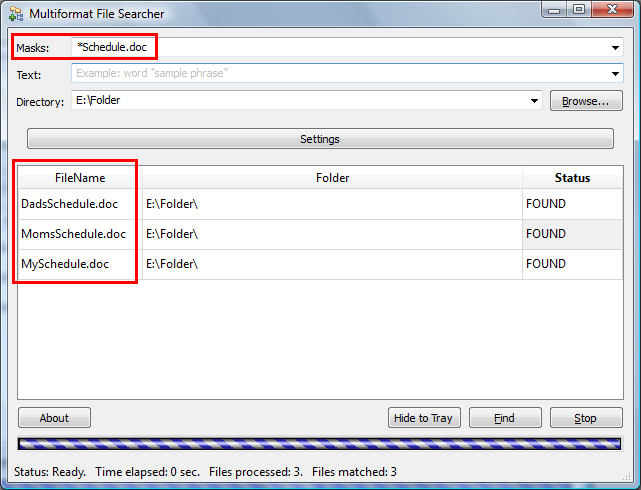 Multiformat File Searcher
Masks: *Schedule.doc
Text: Example: word "sample phrase"
Directory: E:\Folder Browse...
Settings
FileName Folder Status
DadsSchedule.doc E:\Folder\ FOUND
MomsSchedule.doc E:\Folder\ FOUND
MySchedule.doc E:\Folder\ FOUND
About Hide to Tray Find Stop
Status: Ready. Time elapsed: 0 sec. Files processed: 3. Files matched: 3